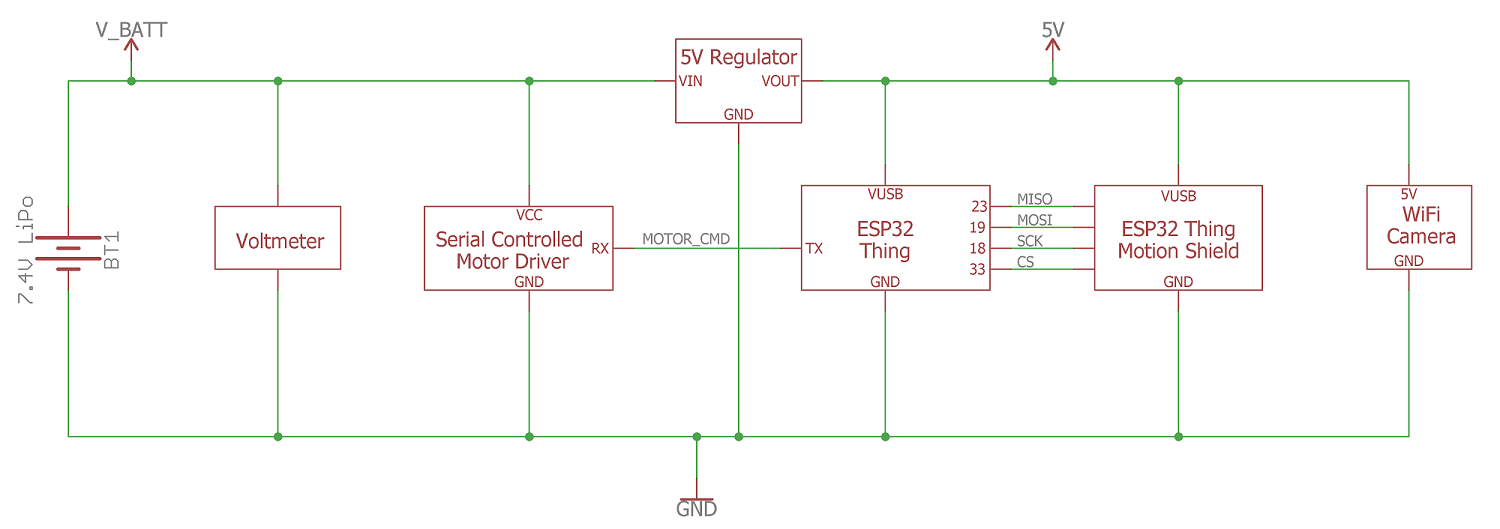 V_BATT
5V
5V Regulator
VIN
VOUT
GND
7.4V LiPo
BT1
Voltmeter
VCC
Serial Controlled
Motor Driver
RX
GND
MOTOR_CMD
VUSB
TX
ESP32
Thing
23
19
18
33
GND
MISO
MOSI
SCK
CS
VUSB
ESP32 Thing
Motion Shield
GND
5V
WiFi
Camera
GND
GND